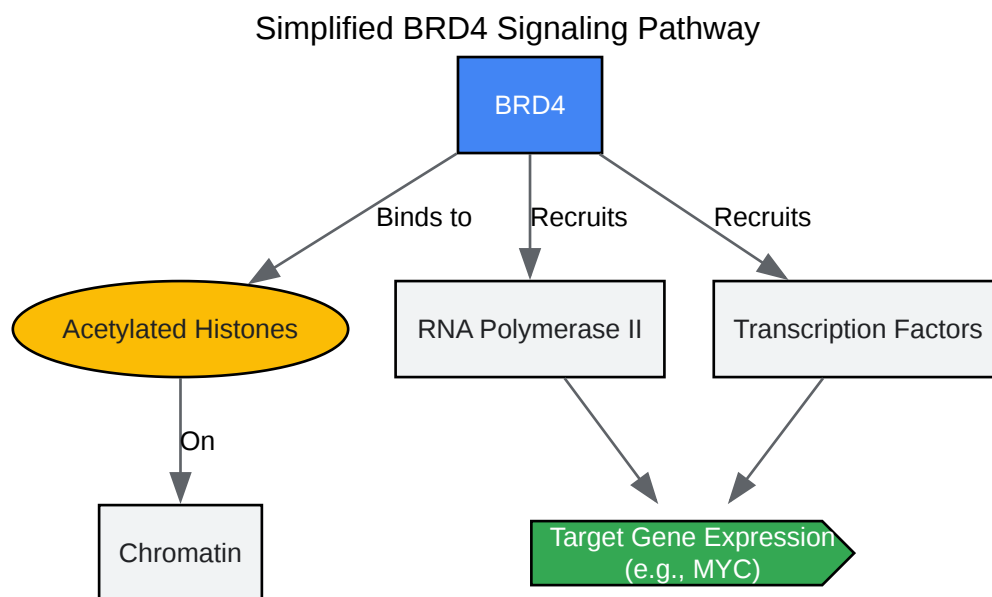 Simplified BRD4 Signaling Pathway
BRD4
Binds to
Recruits
Recruits
Acetylated Histones
RNA Polymerase II
Transcription Factors
On
Chromatin
Target Gene Expression
(e.g., MYC)